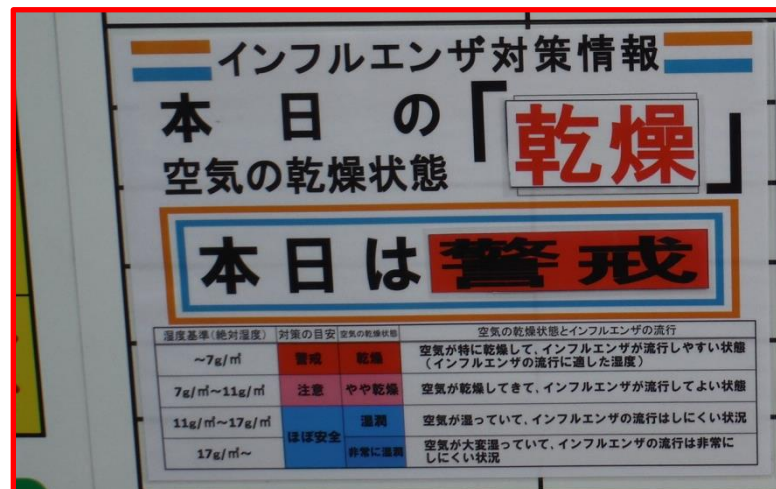 インフルエンザ対策情報
本日の「乾燥」
空気の乾燥状態
本日は警戒
湿度基準(絶対湿度) 対策の目安 空気の乾燥状態 空気の乾燥状態とインフルエンザの流行
～7g/㎥ 警戒 乾燥 空気が特に乾燥して、インフルエンザが流行しやすい状態
(インフルエンザの流行に適した湿度)
7g/㎥～11g/㎥ 注意 やや乾燥 空気が乾燥してきて、インフルエンザが流行してよい状態
11g/㎥～17g/㎥ ほぼ安全 湿潤 空気が湿っていて、インフルエンザの流行はしにくい状況
17g/㎥～ 非常に湿潤 空気が大変湿っていて、インフルエンザの流行は非常に
しにくい状況